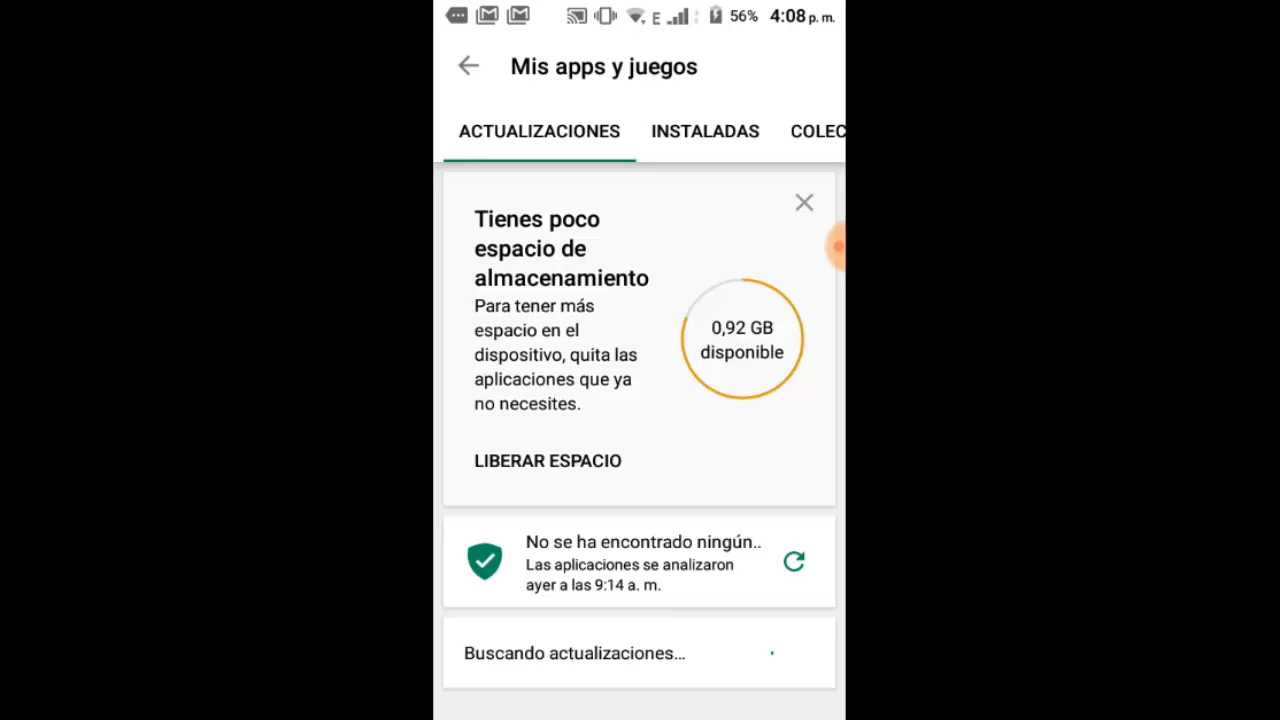 E 56% 4:08 p. m.
Mis apps y juegos
ACTUALIZACIONES INSTALADAS COLEC
Tienes poco
espacio de
almacenamiento
Para tener más
espacio en el
dispositivo, quita las
aplicaciones que ya
no necesites.
0,92 GB
disponible
LIBERAR ESPACIO
No se ha encontrado ningún..
Las aplicaciones se analizaron
ayer a las 9:14 a. m.
Buscando actualizaciones...